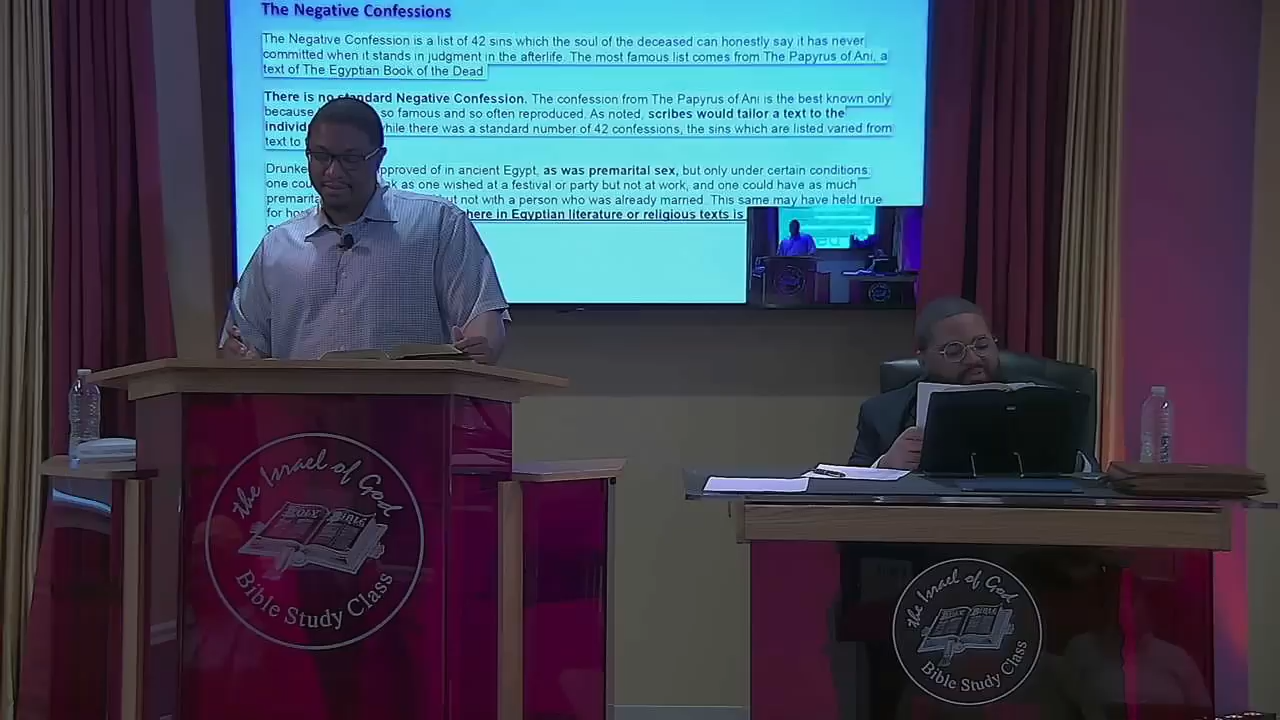 The Negative Confessions
The Negative Confession is a list of 42 sins which the soul of the deceased can honestly say it has never
committed when it stands in judgment in the afterlife. The most famous list comes from The Papyrus of Ani, a
text of The Egyptian Book of the Dead
There is no standard Negative Confession. The confession from The Papyrus of Ani is the best known only
because so famous and so often reproduced. As noted, scribes would tailor a text to the
individ hile there was a standard number of 42 confessions, the sins which are listed varied from
text to
Drunke pproved of in ancient Egypt, as was premarital sex, but only under certain conditions;
one cou k as one wished at a festival or party but not at work, and one could have as much
premarita ut not with a person who was already married. This same may have held true
for ho here in Egyptian literature or religious texts is
the Israel of God
HOLY BIBLE
Bible Study Class
the Israel of God
HOLY BIBLE
Bible Study Class